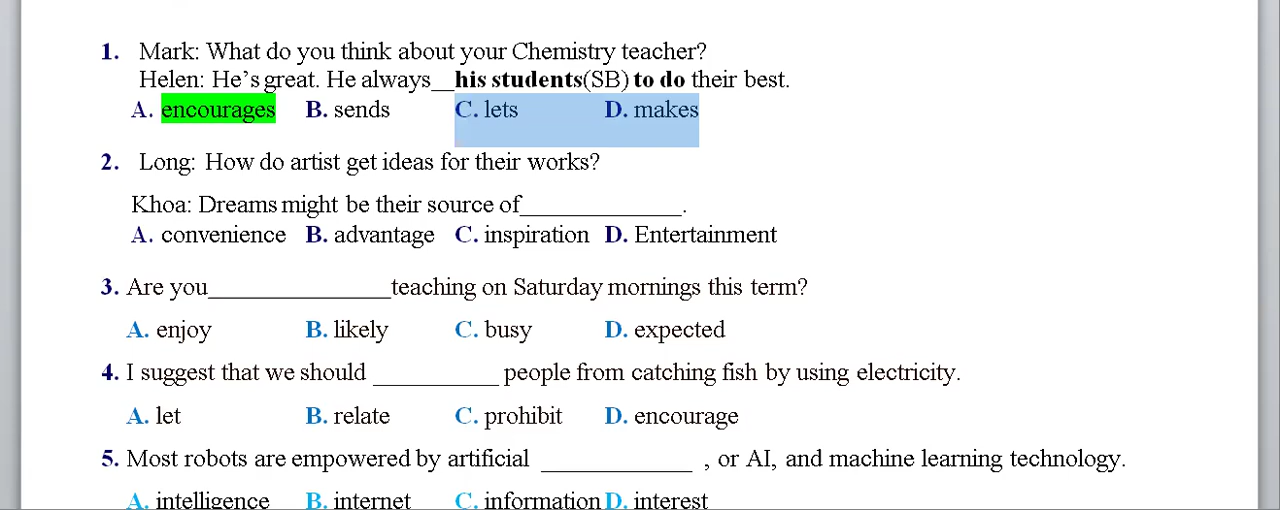 1. Mark: What do you think about your Chemistry teacher?
Helen: He's great. He always__his students(SB) to do their best.
A. encourages B. sends C. lets D. makes
2. Long: How do artist get ideas for their works?
Khoa: Dreams might be their source of_____________.
A. convenience B. advantage C. inspiration D. Entertainment
3. Are you_______________teaching on Saturday mornings this term?
A. enjoy B. likely C. busy D. expected
4. I suggest that we should __________ people from catching fish by using electricity.
A. let B. relate C. prohibit D. encourage
5. Most robots are empowered by artificial ____________ , or AI, and machine learning technology.
A. intelligence B. internet C. information D. interest